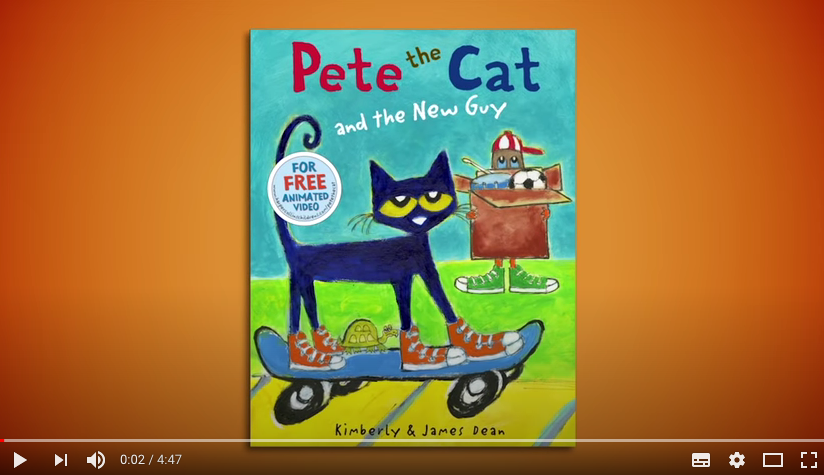 Pete the Cat
and the New Guy
FOR
FREE
ANIMATED
VIDEO
Kimberly & James Dean
0:02 / 4:47